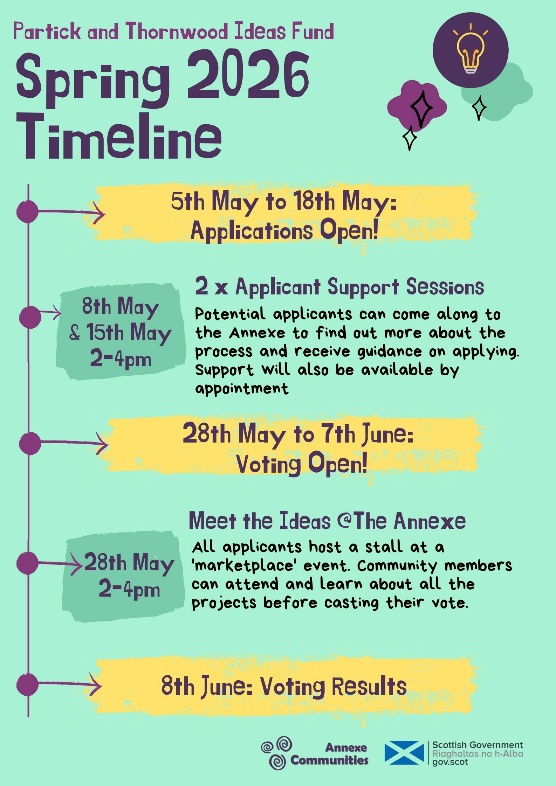 Partick and Thornwood Ideas Fund
Spring 2026
Timeline
5th May to 18th May:
Applications Open!
8th May
& 15th May
2-4pm
2 x Applicant Support Sessions
Potential applicants can come along to
the Annexe to find out more about the
process and receive guidance on applying.
Support will also be available by
appointment
28th May to 7th June:
Voting Open!
28th May
2-4pm
Meet the Ideas @The Annexe
All applicants host a stall at a
'marketplace' event. Community members
can attend and learn about all the
projects before casting their vote.
8th June: Voting Results
Annexe
Communities
Scottish Government
Riaghaltas na h-Alba
gov.scot